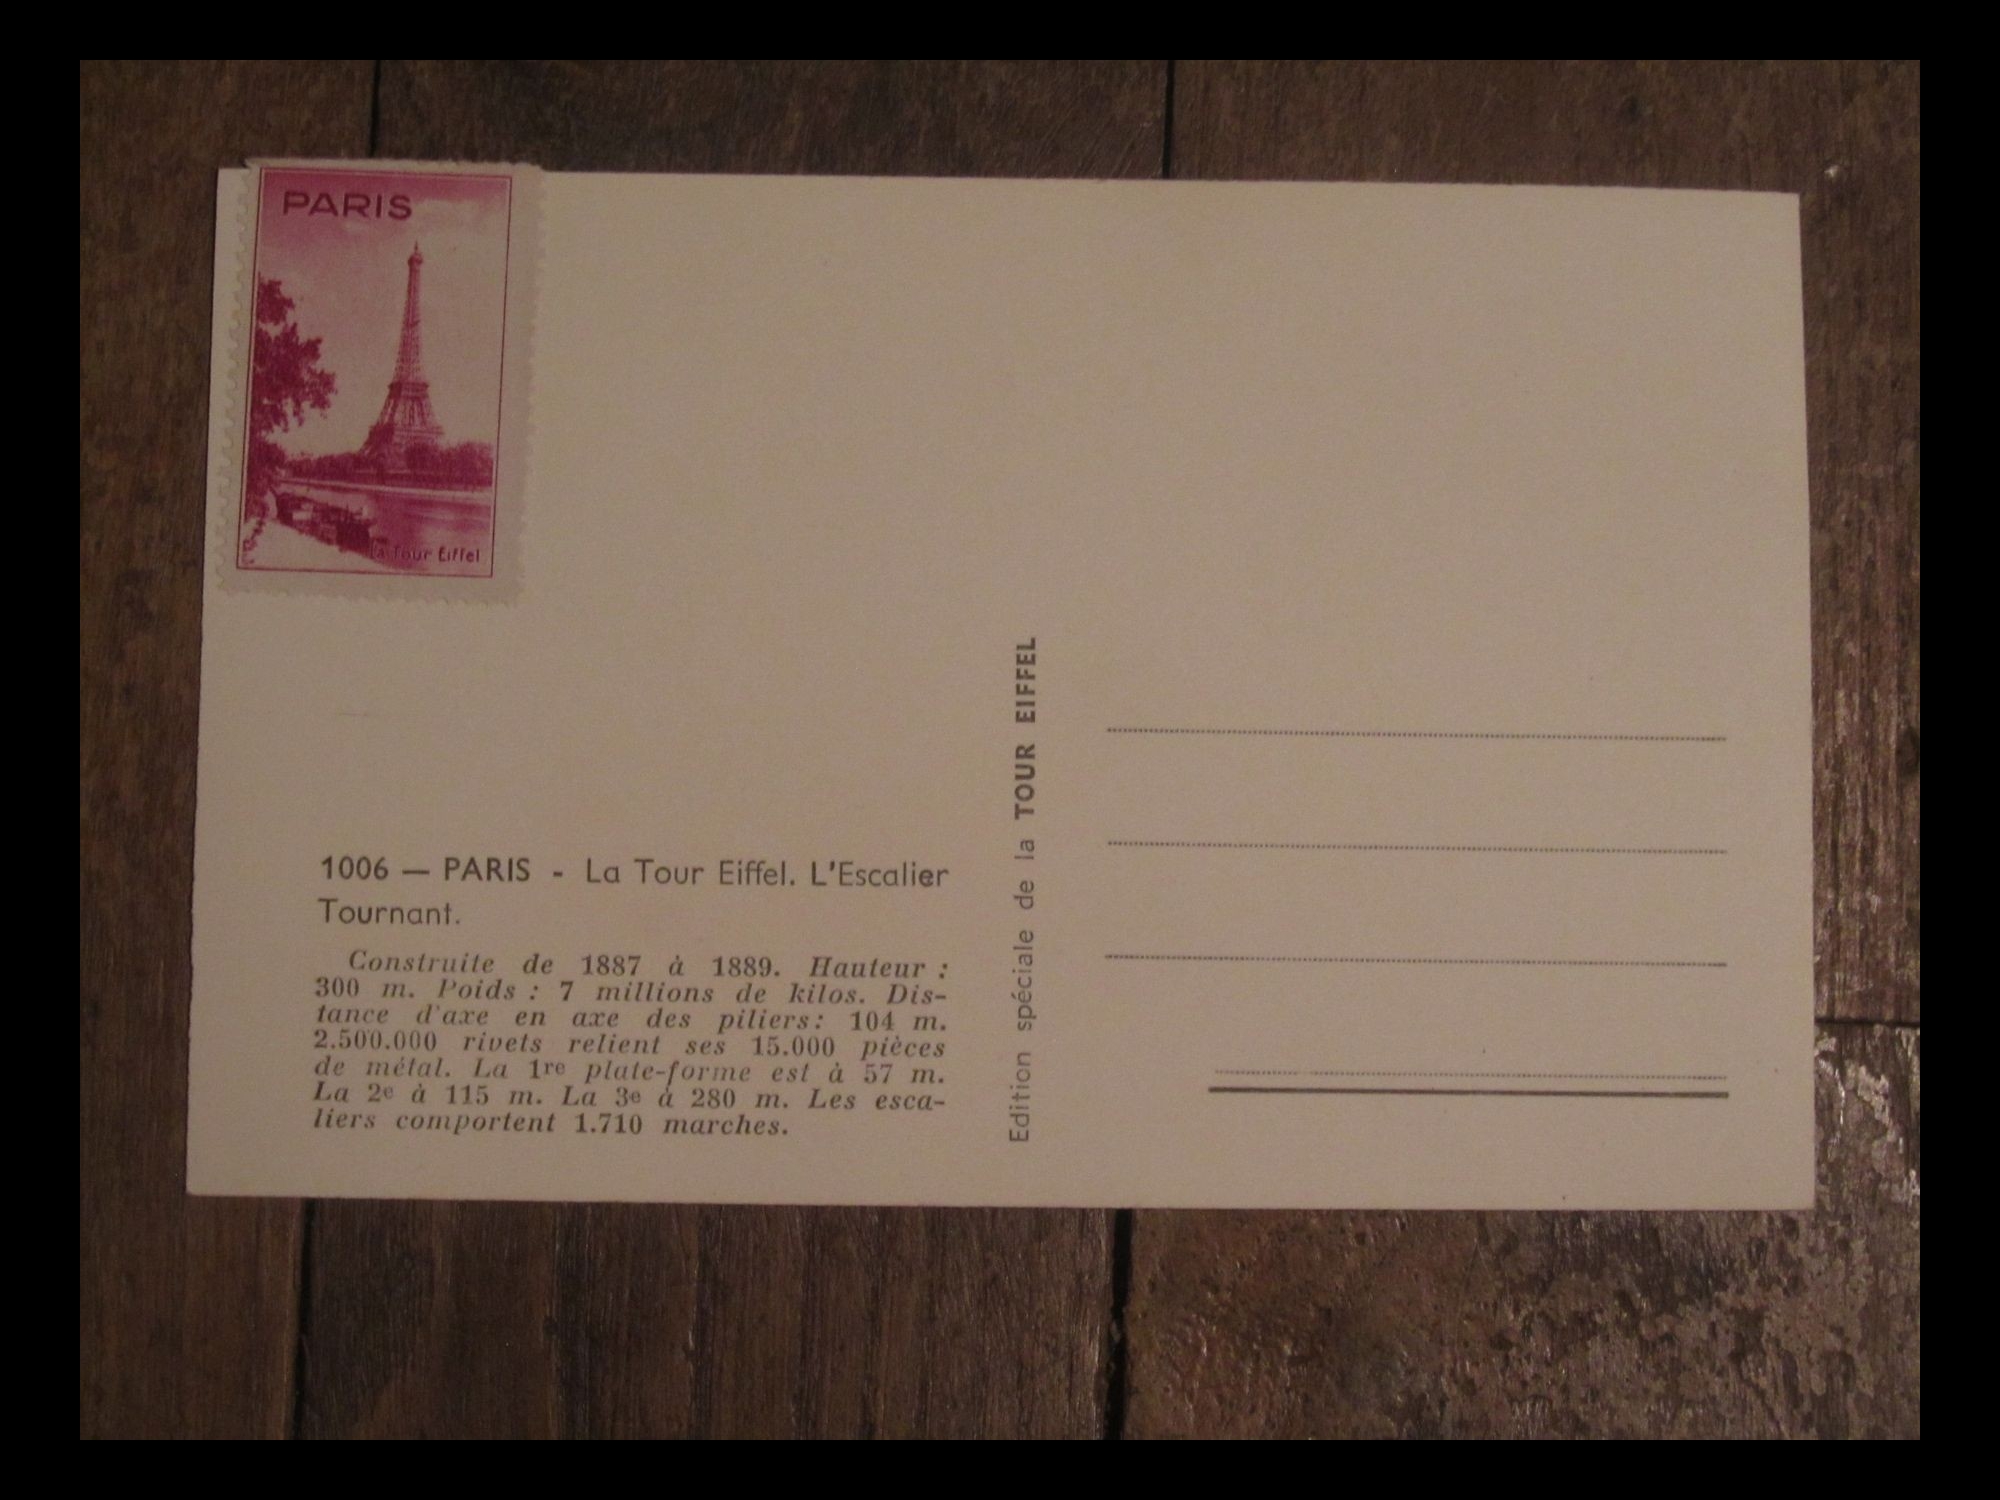 PARIS
La Tour Eiffel
1006 — PARIS - La Tour Eiffel. L'Escalier
Tournant.
Construite de 1887 à 1889. Hauteur :
300 m. Poids : 7 millions de kilos. Dis-
tance d'axe en axe des piliers : 104 m.
2.500.000 rivets relient ses 15.000 pièces
de métal. La 1re plate-forme est à 57 m.
La 2e à 115 m. La 3e à 280 m. Les esca-
liers comportent 1.710 marches.
Edition spéciale de la TOUR EIFFEL